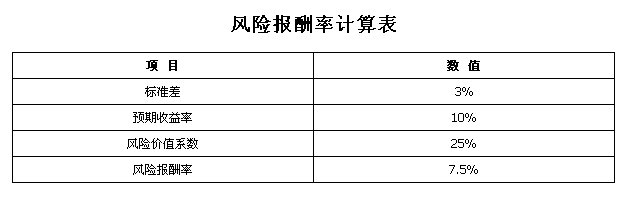 风险报酬率计算表
项 目 数 值
标准差 3%
预期收益率 10%
风险价值系数 25%
风险报酬率 7.5%